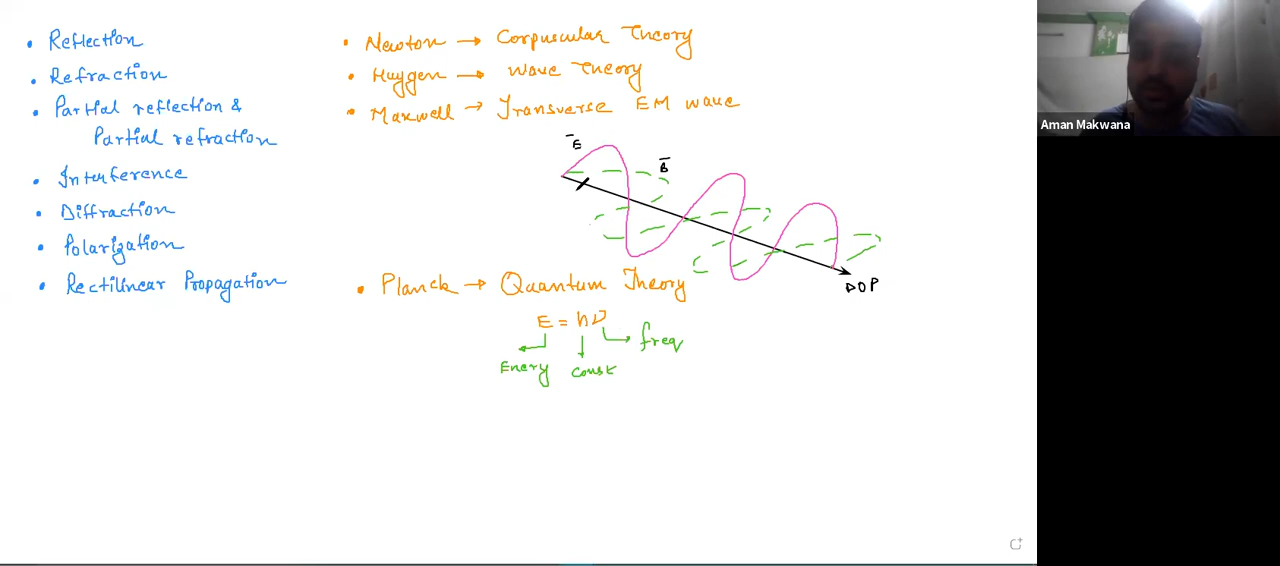 • Reflection
• Refraction
• Partial reflection &
Partial refraction
• Interference
• Diffraction
• Polarization
• Rectilinear Propagation
• Newton → Corpuscular Theory
• Huygen → Wave Theory
• Maxwell → Transverse EM wave
E
B
DOP
• Planck → Quantum Theory
E = hν
freq
Enery const
Aman Makwana